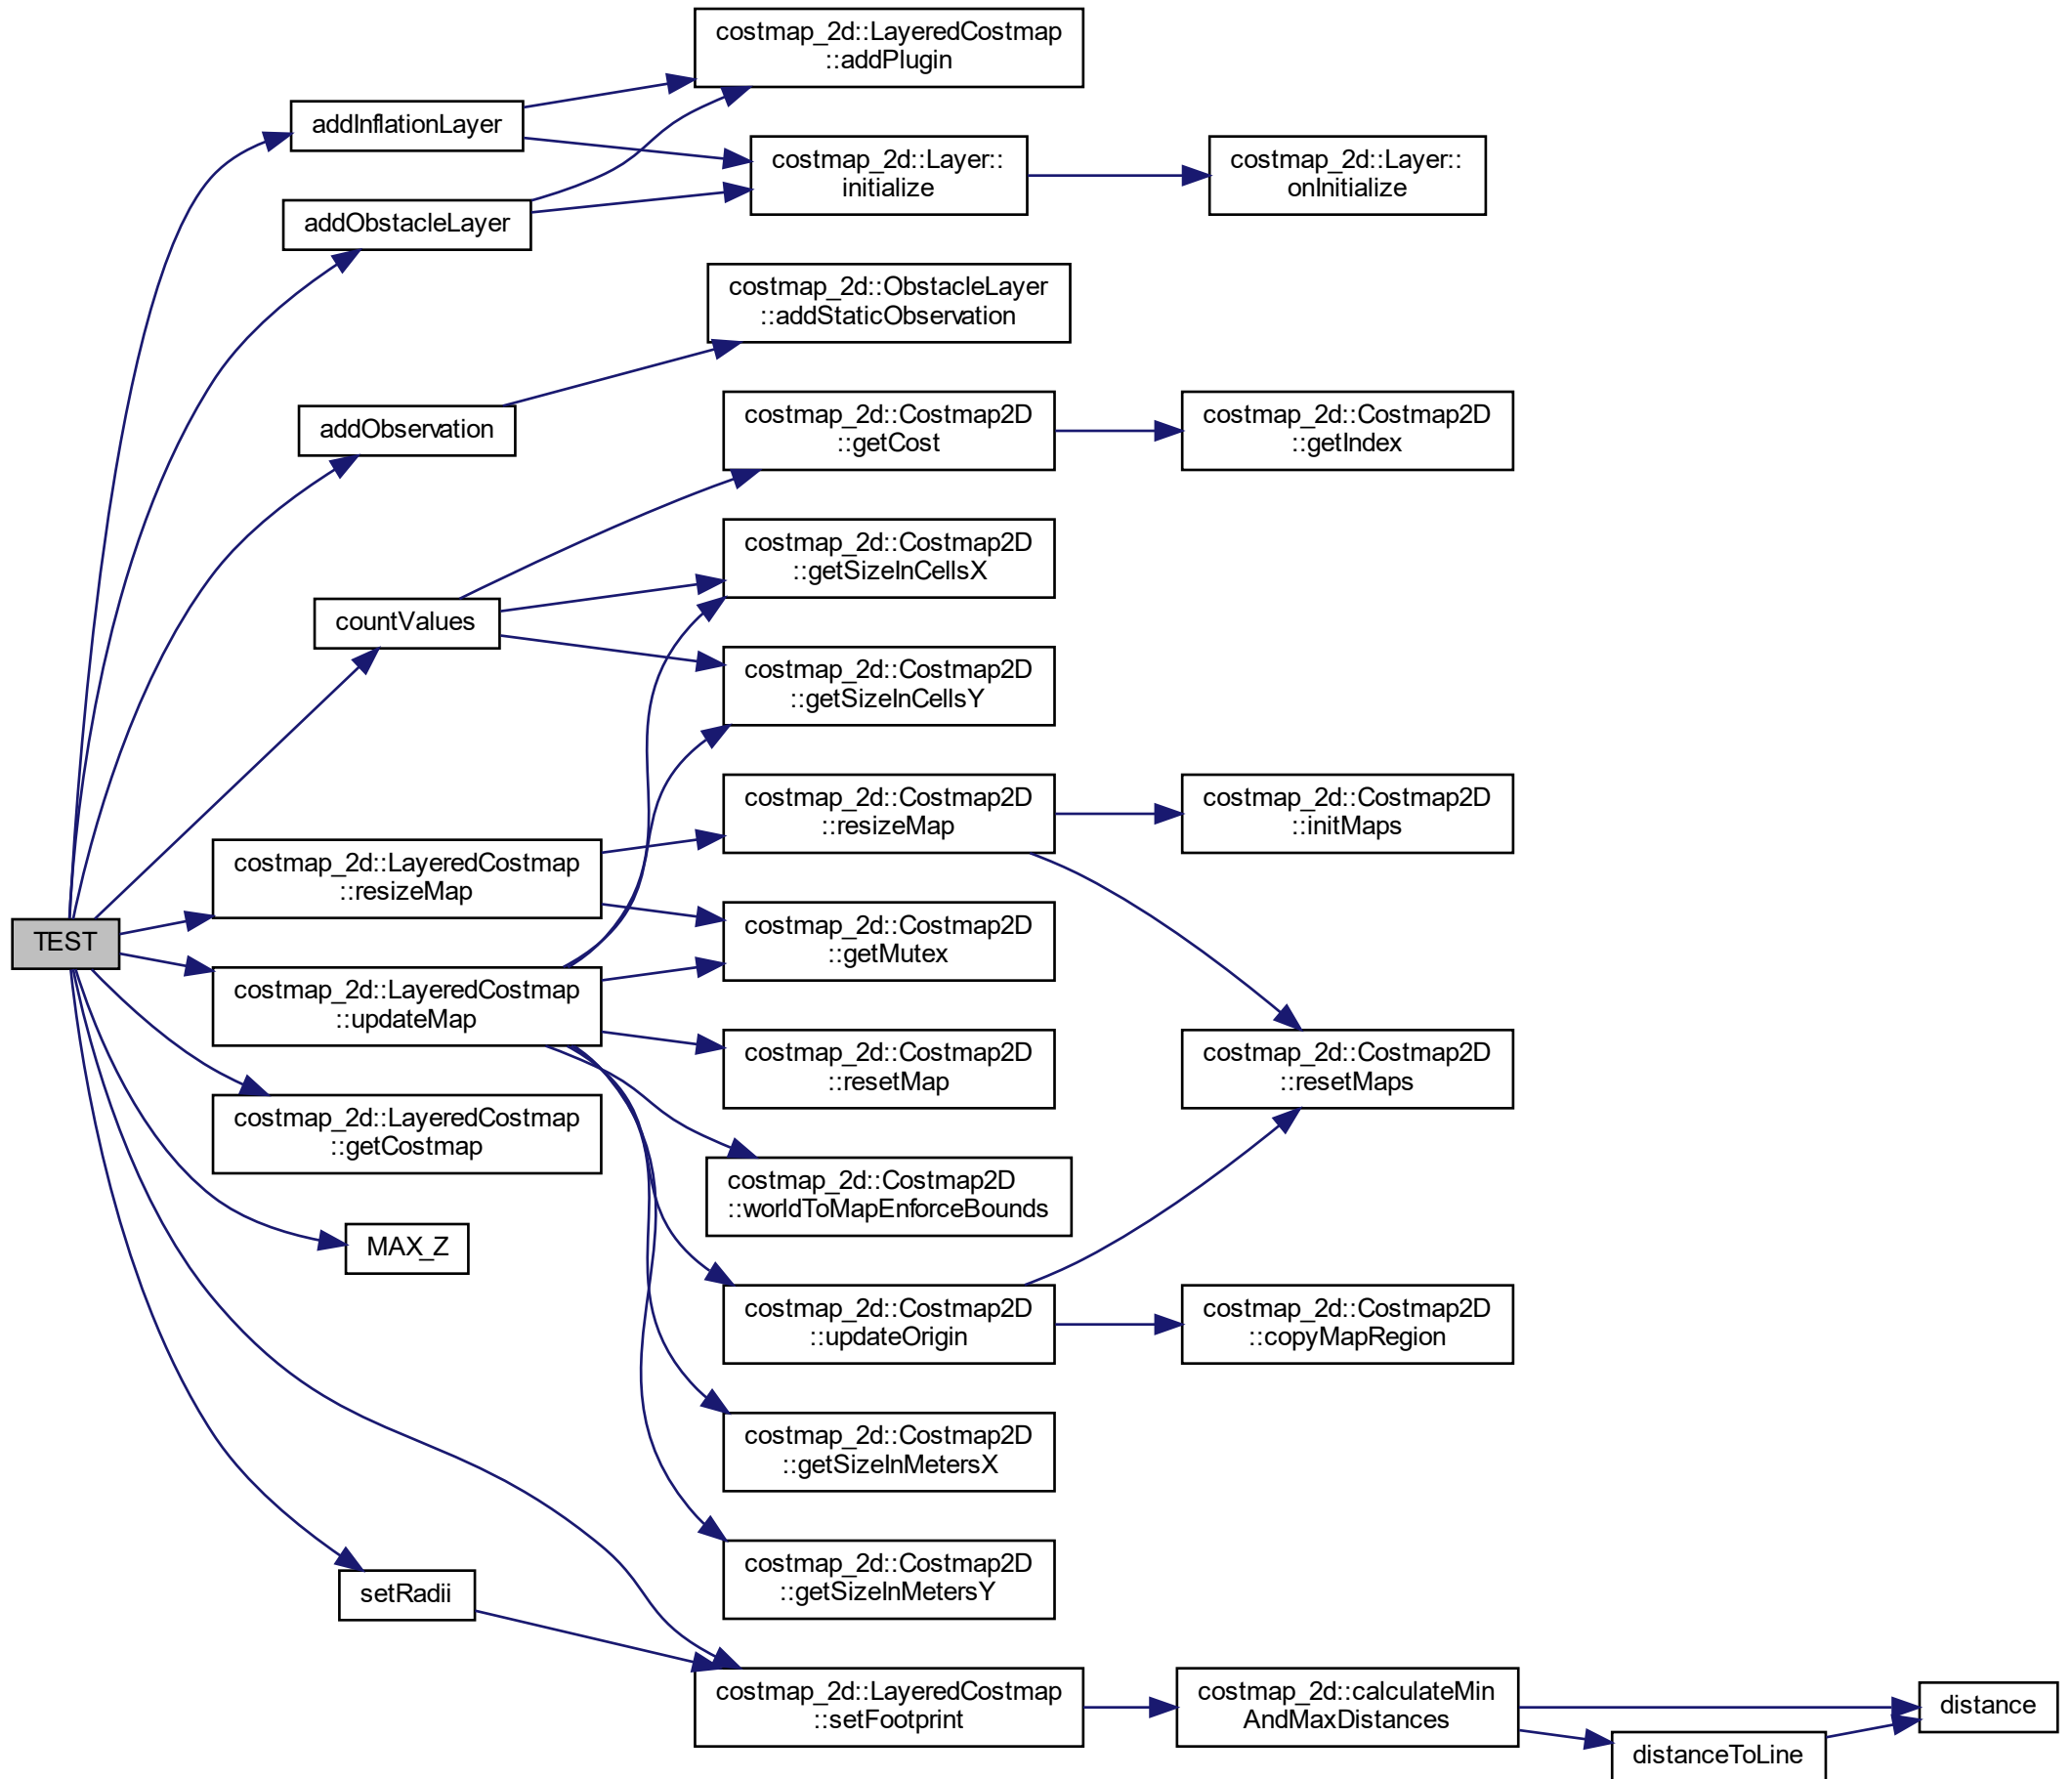 costmap_2d::LayeredCostmap
::addPlugin
addInflationLayer
costmap_2d::Layer::
initialize
costmap_2d::Layer::
onInitialize
addObstacleLayer
costmap_2d::ObstacleLayer
::addStaticObservation
addObservation
costmap_2d::Costmap2D
::getCost
costmap_2d::Costmap2D
::getIndex
costmap_2d::Costmap2D
::getSizeInCellsX
countValues
costmap_2d::Costmap2D
::getSizeInCellsY
costmap_2d::Costmap2D
::resizeMap
costmap_2d::Costmap2D
::initMaps
costmap_2d::LayeredCostmap
::resizeMap
TEST
costmap_2d::Costmap2D
::getMutex
costmap_2d::LayeredCostmap
::updateMap
costmap_2d::Costmap2D
::resetMap
costmap_2d::Costmap2D
::resetMaps
costmap_2d::LayeredCostmap
::getCostmap
costmap_2d::Costmap2D
::worldToMapEnforceBounds
MAX_Z
costmap_2d::Costmap2D
::updateOrigin
costmap_2d::Costmap2D
::copyMapRegion
costmap_2d::Costmap2D
::getSizeInMetersX
costmap_2d::Costmap2D
::getSizeInMetersY
setRadii
costmap_2d::LayeredCostmap
::setFootprint
costmap_2d::calculateMin
AndMaxDistances
distance
distanceToLine